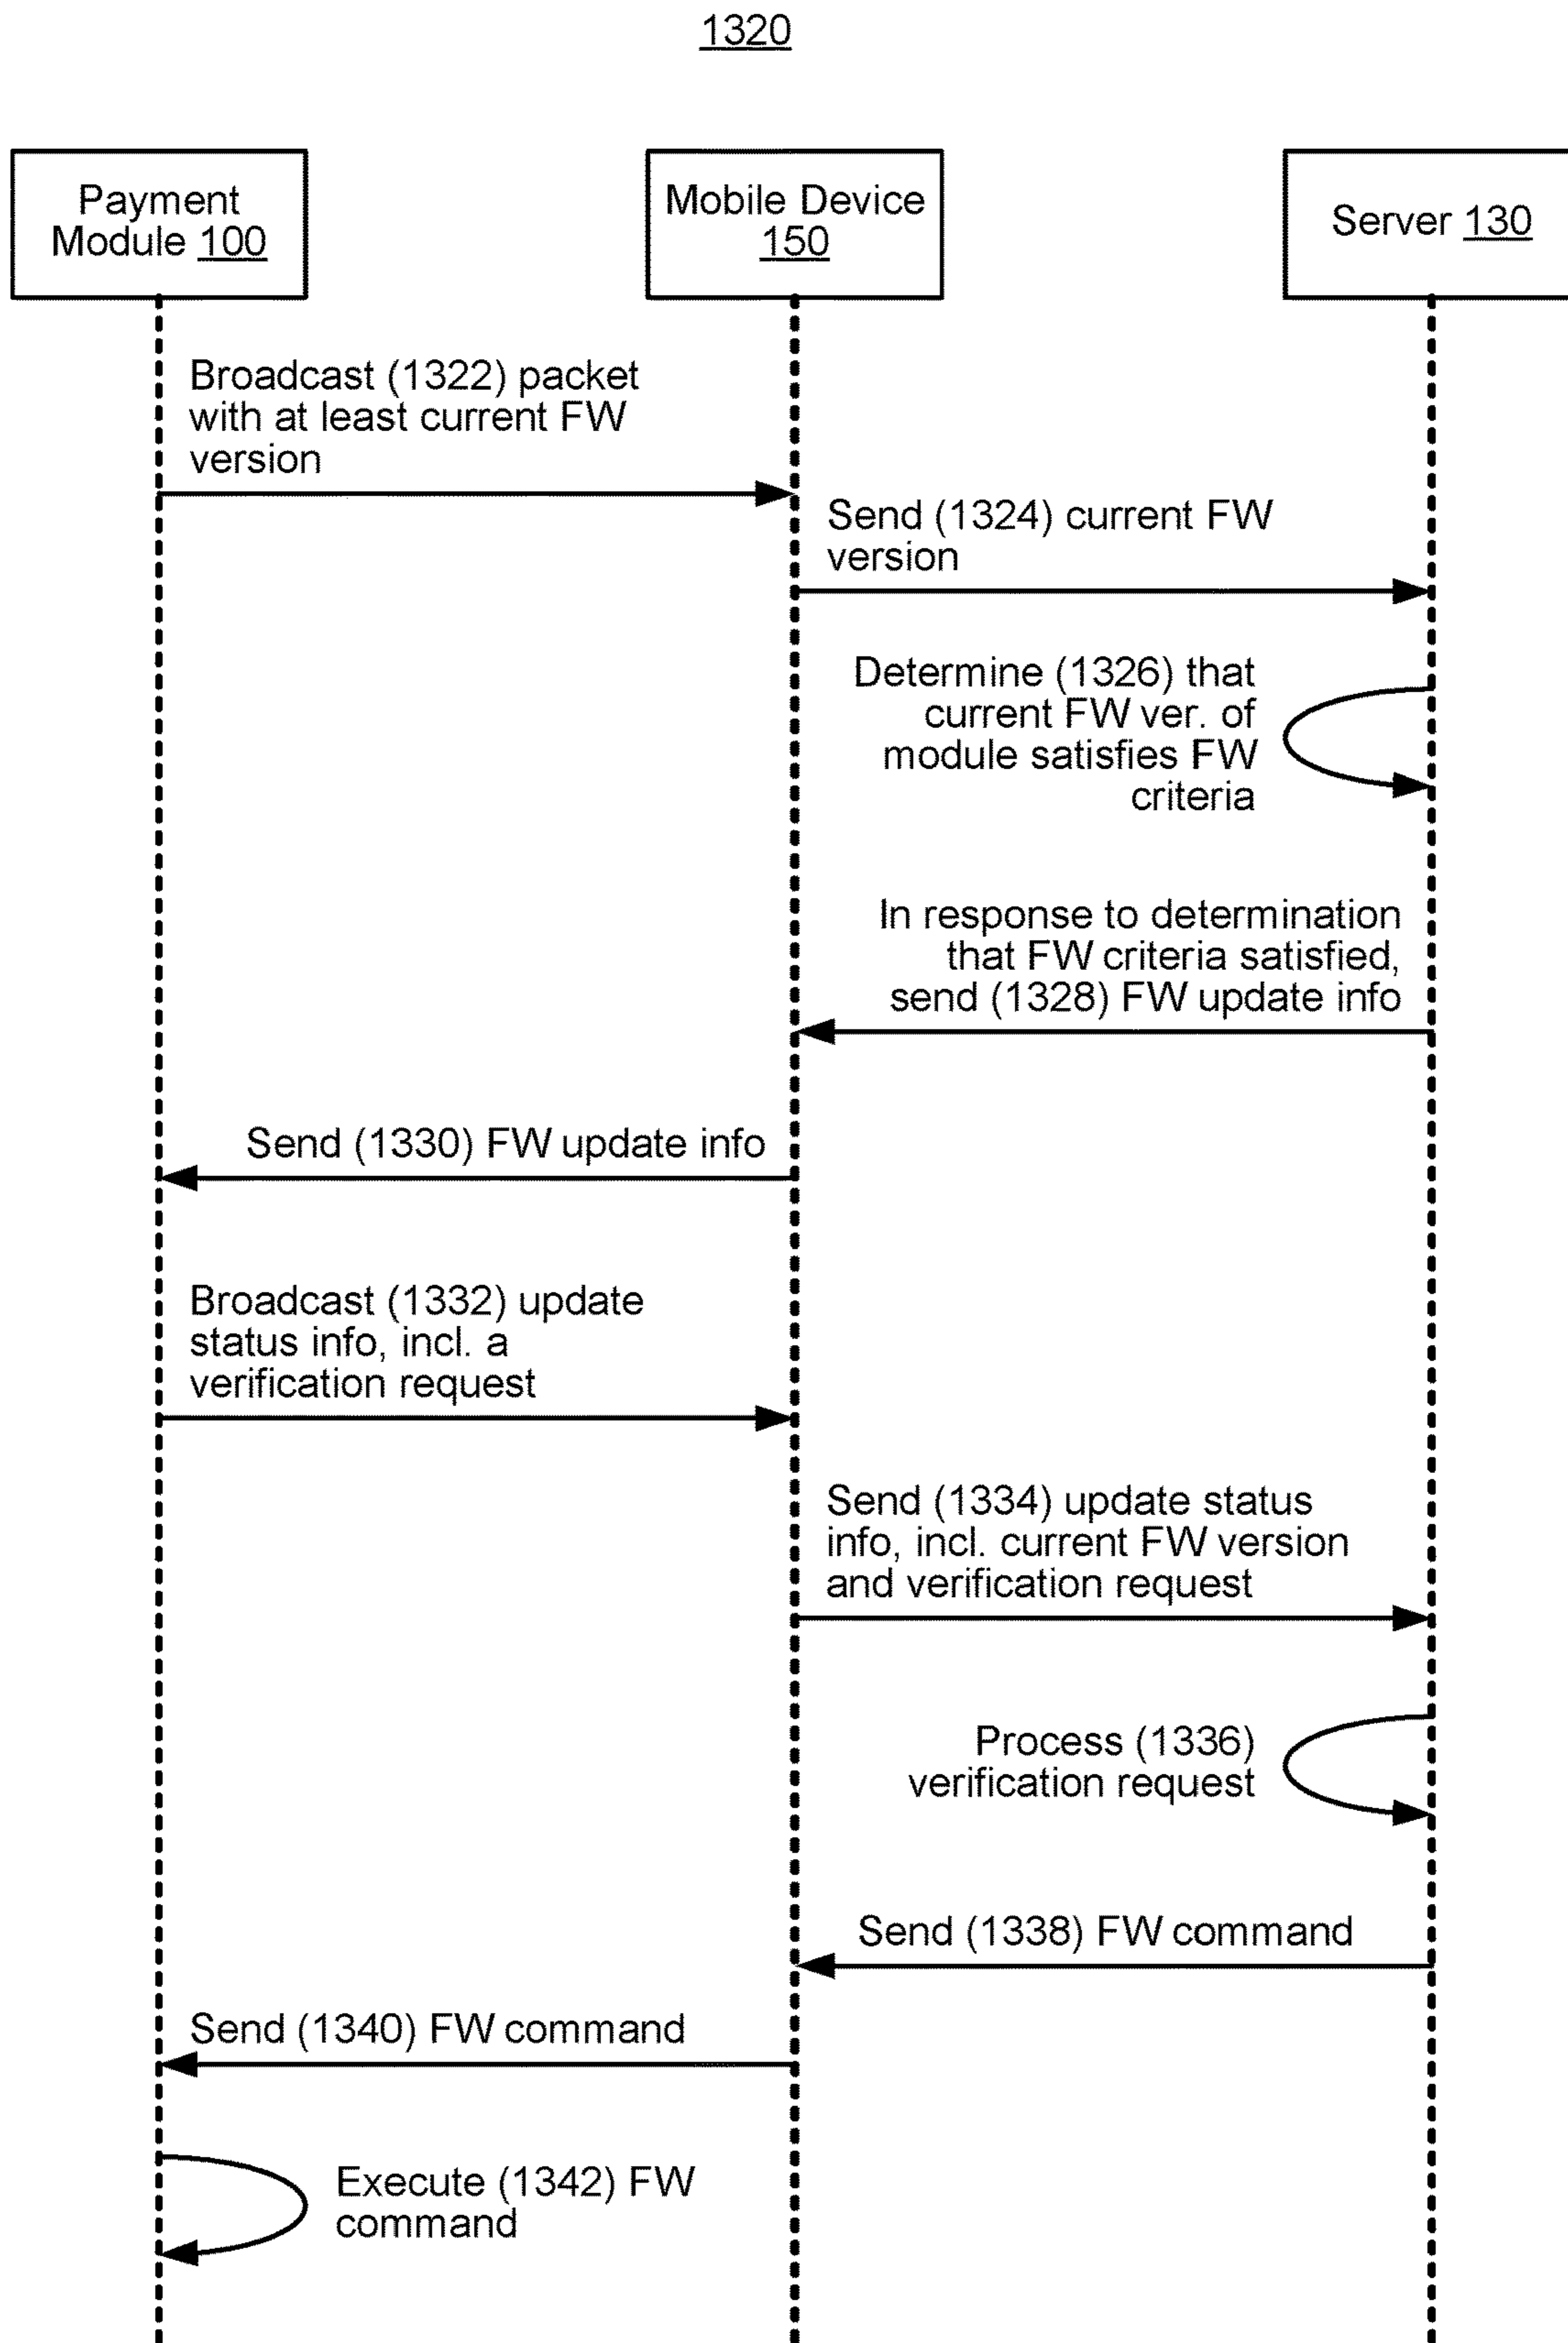 1320
Payment
Module 100
Mobile Device
150
Server 130
Broadcast (1322) packet
with at least current FW
version
Send (1324) current FW
version
Determine (1326) that
current FW ver. of
module satisfies FW
criteria
In response to determination
that FW criteria satisfied,
send (1328) FW update info
Send (1330) FW update info
Broadcast (1332) update
status info, incl. a
verification request
Send (1334) update status
info, incl. current FW version
and verification request
Process (1336)
verification request
Send (1338) FW command
Send (1340) FW command
Execute (1342) FW
command